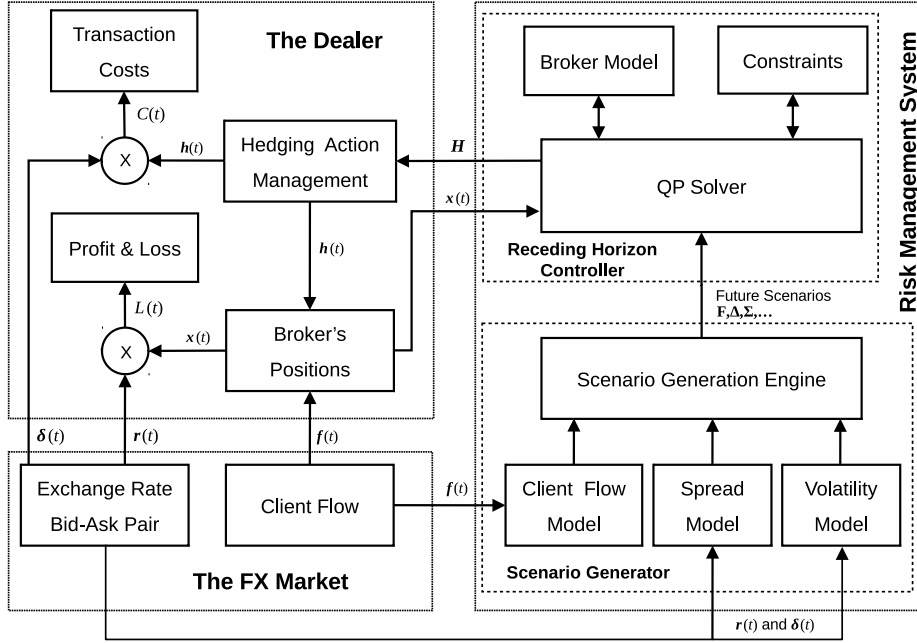 Transaction
Costs
The Dealer
C(t)
X
h(t)
Hedging Action
Management
Profit & Loss
L(t)
h(t)
X
x(t)
Broker's
Positions
δ(t)
r(t)
f(t)
Exchange Rate
Bid-Ask Pair
Client Flow
The FX Market
H
x(t)
f(t)
Broker Model
Constraints
QP Solver
Receding Horizon
Controller
Risk Management System
Future Scenarios
F,Δ,Σ,...
Scenario Generation Engine
Client Flow
Model
Spread
Model
Volatility
Model
Scenario Generator
r(t) and δ(t)